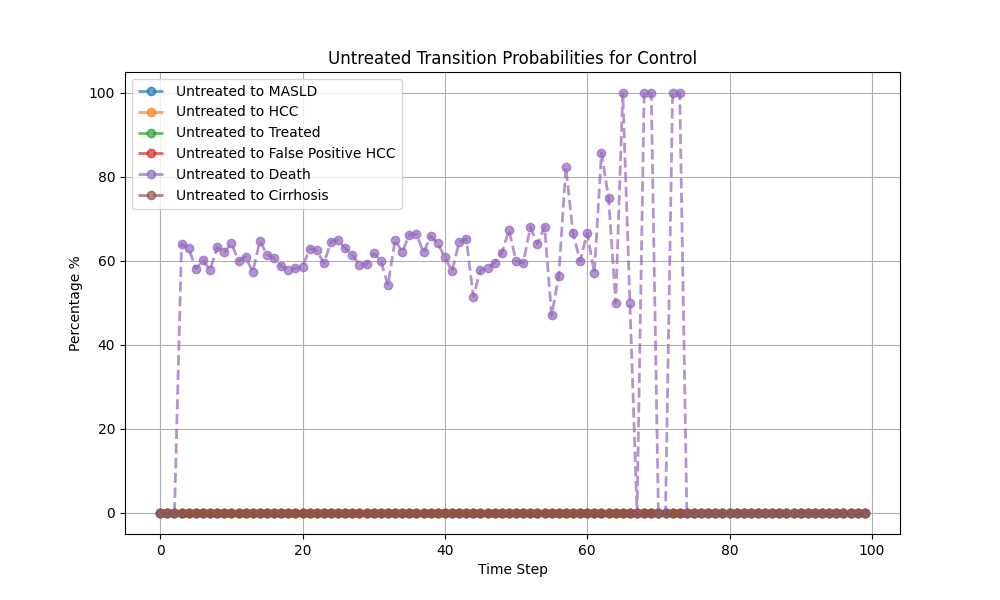 Untreated Transition Probabilities for Control
Untreated to MASLD
Untreated to HCC
Untreated to Treated
Untreated to False Positive HCC
Untreated to Death
Untreated to Cirrhosis
Percentage %
100
80
60
40
20
0
0 20 40 60 80 100
Time Step